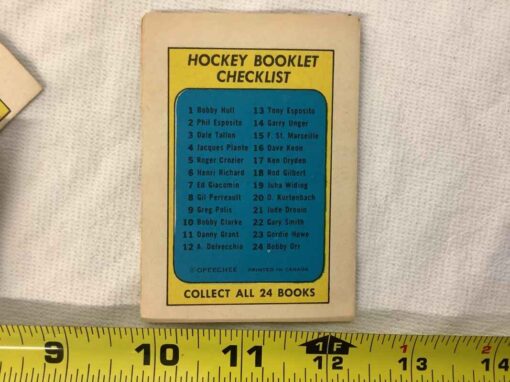 HOCKEY BOOKLET
CHECKLIST
1 Bobby Hull 13 Tony Esposito
2 Phil Esposito 14 Garry Unger
3 Dale Tallon 15 F. St. Marseille
4 Jacques Plante 16 Dave Keon
5 Roger Crozier 17 Ken Dryden
6 Henri Richard 18 Rod Gilbert
7 Ed Giacomin 19 Juha Widing
8 Gil Perreault 20 O. Kurtenbach
9 Greg Polis 21 Jude Drouin
10 Bobby Clarke 22 Gary Smith
11 Danny Grant 23 Gordie Howe
12 A. Delvecchio 24 Bobby Orr
© OPEECHEE PRINTED IN CANADA
COLLECT ALL 24 BOOKS
9 10 11 1F 12 1 13 2 14